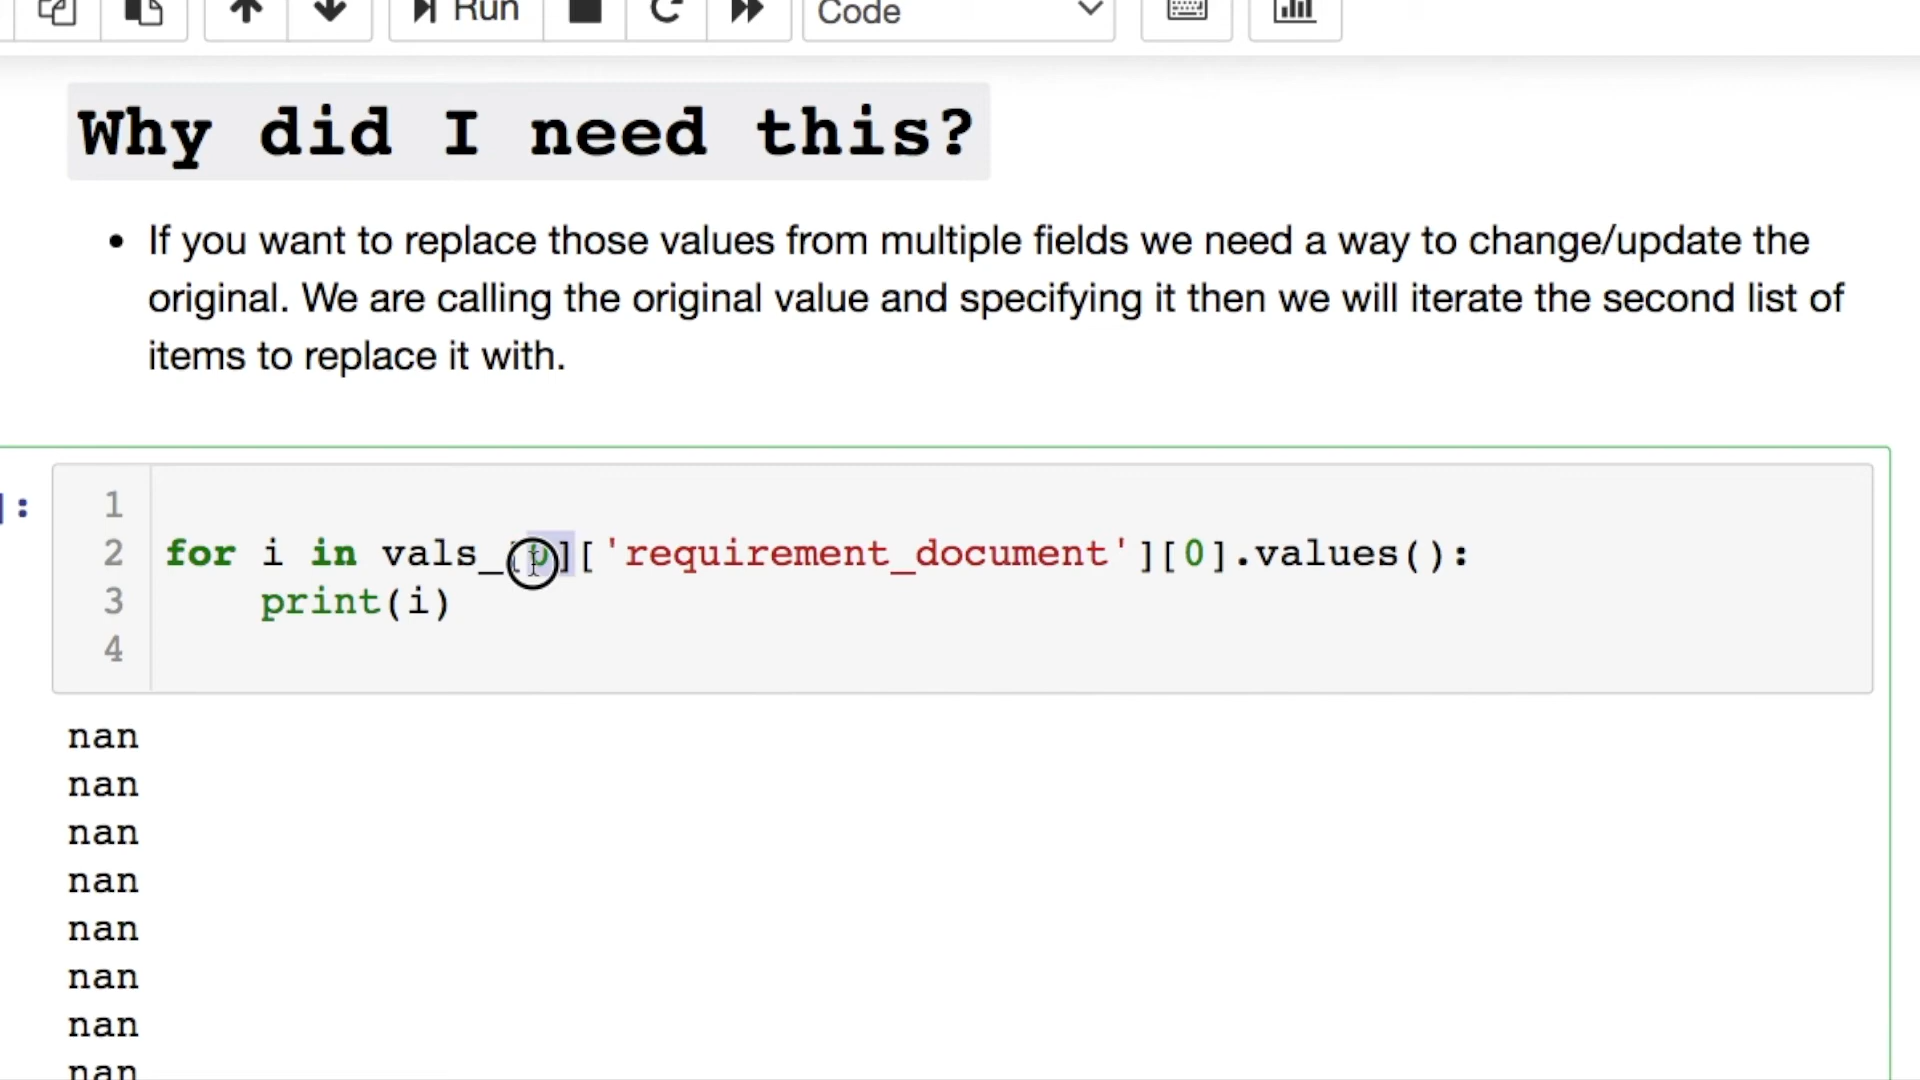 Run
Code
Why did I need this?
• If you want to replace those values from multiple fields we need a way to change/update the
original. We are calling the original value and specifying it then we will iterate the second list of
items to replace it with.
]:
1
2 for i in vals_[0]['requirement_document'][0].values():
3     print(i)
4
nan
nan
nan
nan
nan
nan
nan
nan